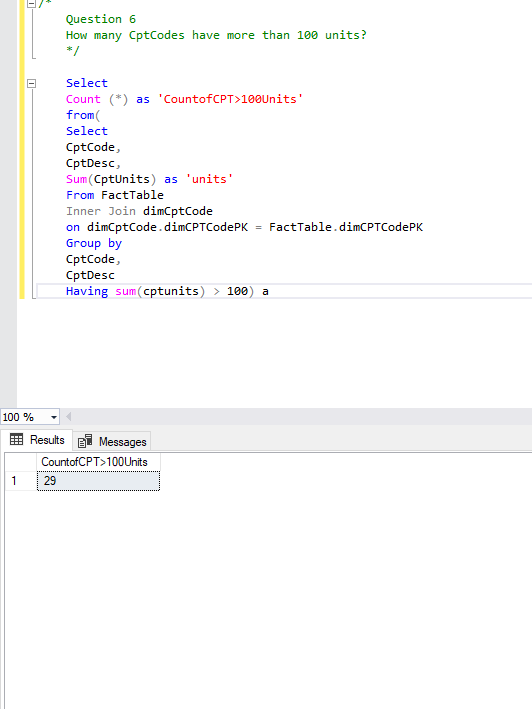 /*
Question 6
How many CptCodes have more than 100 units?
*/
Select
Count (*) as 'CountofCPT>100Units'
from(
Select
CptCode,
CptDesc,
Sum(CptUnits) as 'units'
From FactTable
Inner Join dimCptCode
on dimCptCode.dimCPTCodePK = FactTable.dimCPTCodePK
Group by
CptCode,
CptDesc
Having sum(cptunits) > 100) a
100 %
Results Messages
CountofCPT>100Units
1 29